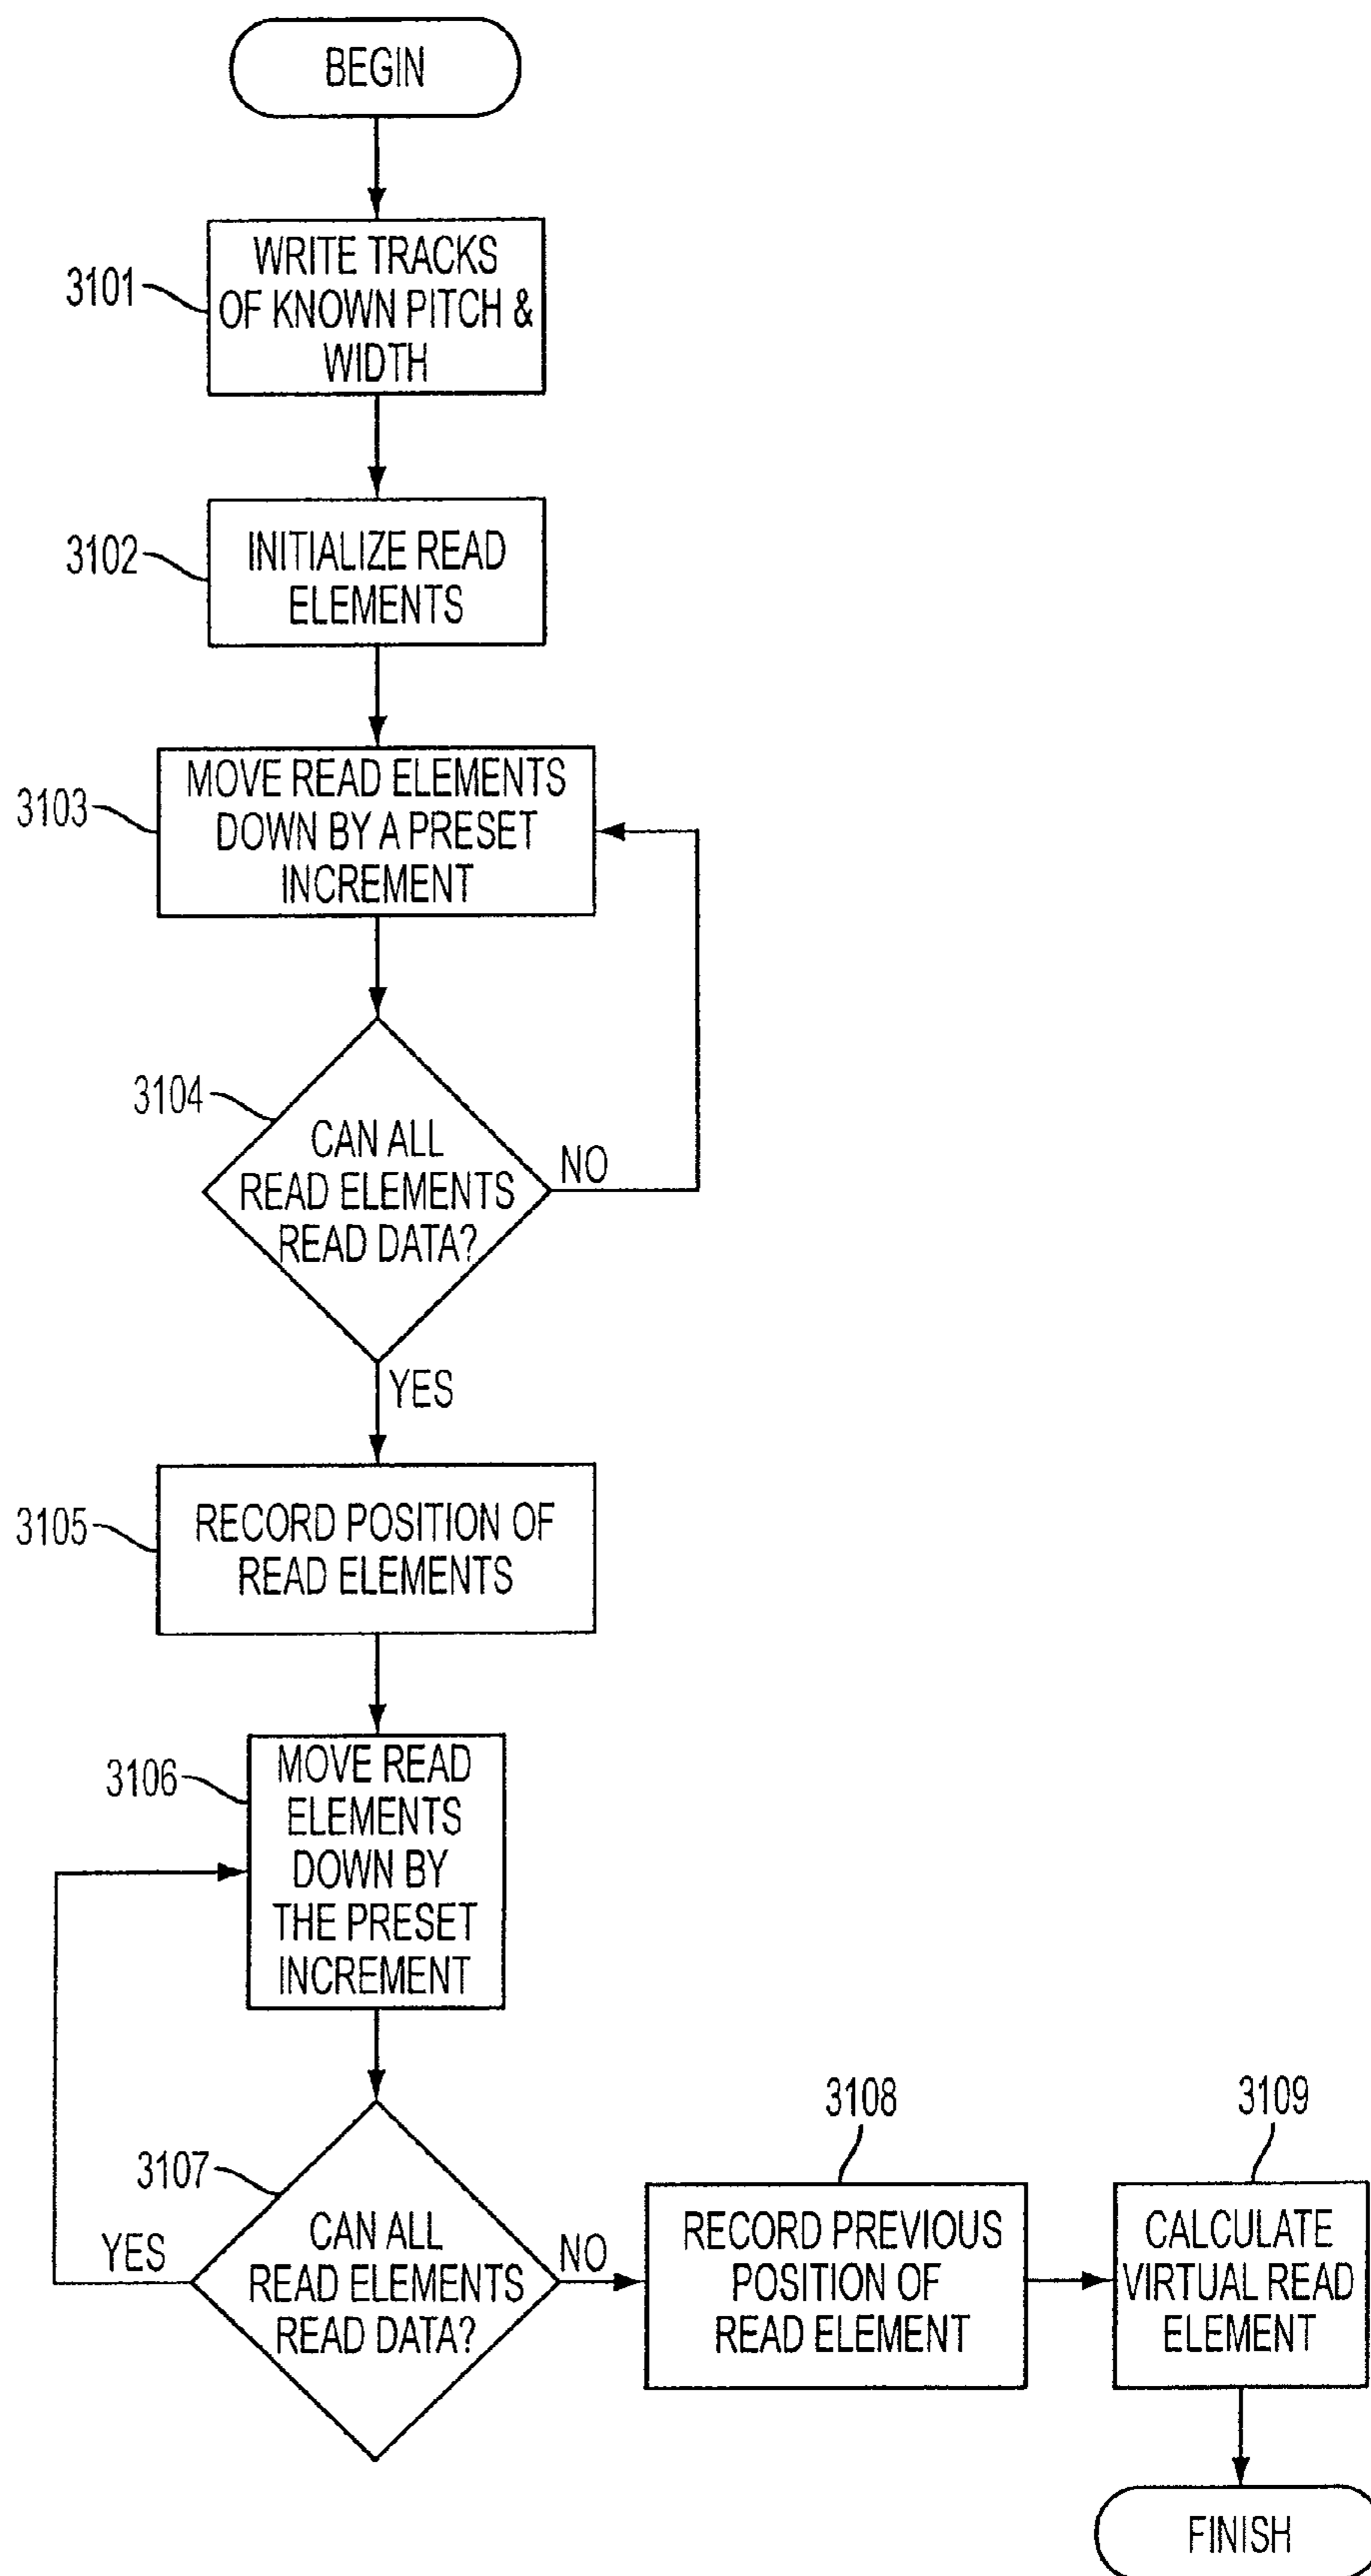 BEGIN
3101
WRITE TRACKS
OF KNOWN PITCH &
WIDTH
3102
INITIALIZE READ
ELEMENTS
3103
MOVE READ ELEMENTS
DOWN BY A PRESET
INCREMENT
3104
CAN ALL
READ ELEMENTS
READ DATA?
NO
YES
3105
RECORD POSITION OF
READ ELEMENTS
3106
MOVE READ
ELEMENTS
DOWN BY
THE PRESET
INCREMENT
3107
CAN ALL
READ ELEMENTS
READ DATA?
YES
NO
3108
RECORD PREVIOUS
POSITION OF
READ ELEMENT
3109
CALCULATE
VIRTUAL READ
ELEMENT
FINISH